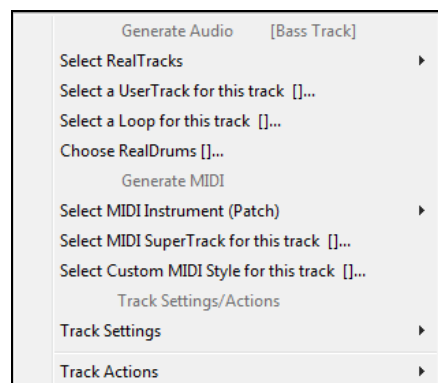 Generate Audio [Bass Track]
Select RealTracks
Select a UserTrack for this track []...
Select a Loop for this track []...
Choose RealDrums []...
Generate MIDI
Select MIDI Instrument (Patch)
Select MIDI SuperTrack for this track []...
Select Custom MIDI Style for this track []...
Track Settings/Actions
Track Settings
Track Actions